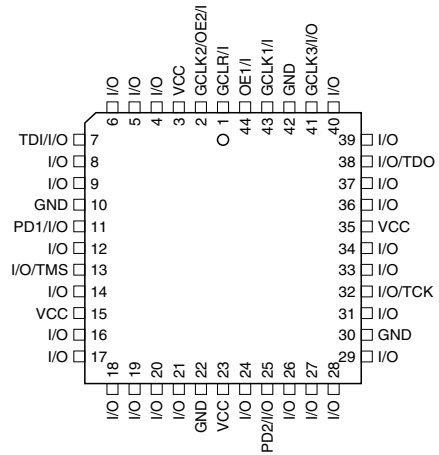 I/O
I/O
I/O
VCC
GCLK2/OE2/I
GCLR/I
OE1/I
GCLK1/I
GND
GCLK3/I/O
I/O
6 5 4 3 2 1 44 43 42 41 40
TDI/I/O 7 39 I/O
I/O 8 38 I/O/TDO
I/O 9 37 I/O
GND 10 36 I/O
PD1/I/O 11 35 VCC
I/O 12 34 I/O
I/O/TMS 13 33 I/O
I/O 14 32 I/O/TCK
VCC 15 31 I/O
I/O 16 30 GND
I/O 17 29 I/O
18 19 20 21 22 23 24 25 26 27 28
I/O
I/O
I/O
I/O
GND
VCC
I/O
PD2/I/O
I/O
I/O
I/O